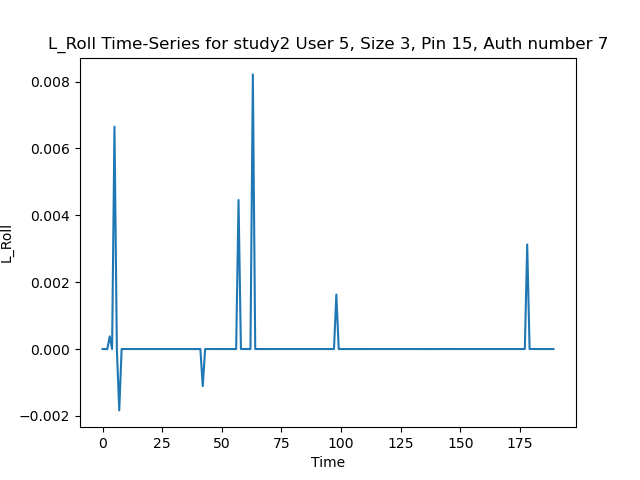 L_Roll Time-Series for study2 User 5, Size 3, Pin 15, Auth number 7
0.008
0.006
0.004
0.002
0.000
−0.002
L_Roll
0 25 50 75 100 125 150 175
Time